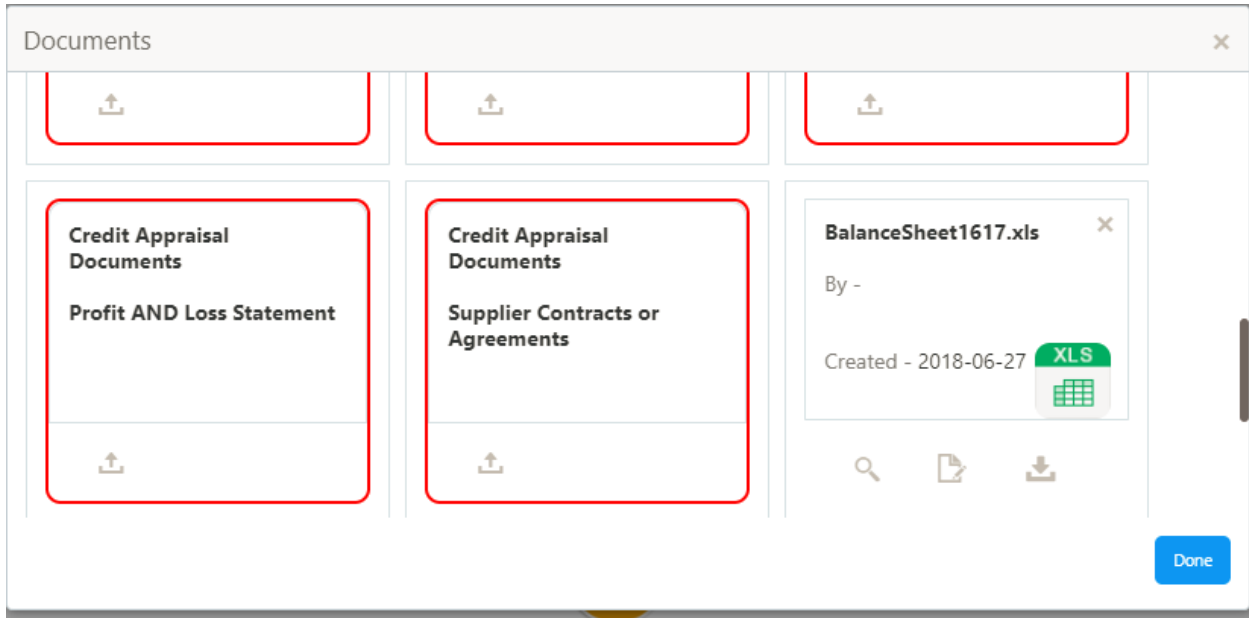 Documents
Credit Appraisal
Documents
Profit AND Loss Statement
Credit Appraisal
Documents
Supplier Contracts or
Agreements
BalanceSheet1617.xls
By -
Created - 2018-06-27
XLS
Done